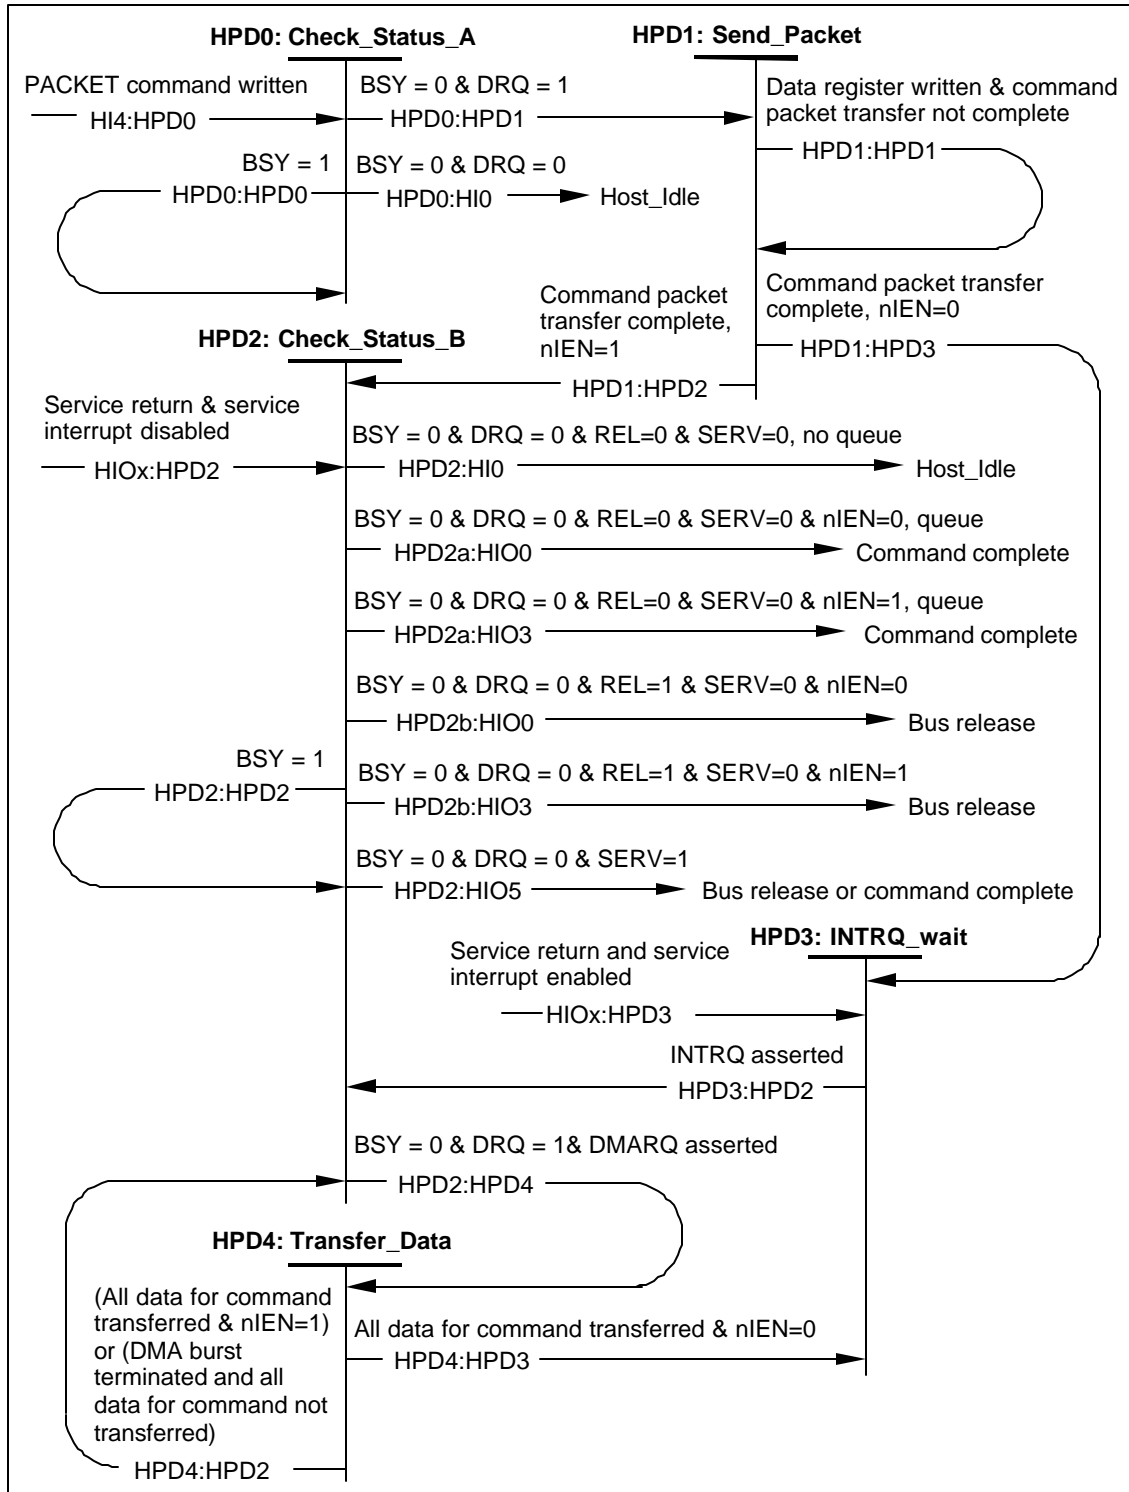 HPD0: Check_Status_A
HPD1: Send_Packet
PACKET command written
HI4:HPD0
BSY = 0 & DRQ = 1
HPD0:HPD1
Data register written & command
packet transfer not complete
HPD1:HPD1
BSY = 1
HPD0:HPD0
BSY = 0 & DRQ = 0
HPD0:HI0
Host_Idle
Command packet
transfer complete,
nIEN=1
HPD1:HPD2
Command packet transfer
complete, nIEN=0
HPD1:HPD3
HPD2: Check_Status_B
Service return & service
interrupt disabled
HIOx:HPD2
BSY = 0 & DRQ = 0 & REL=0 & SERV=0, no queue
HPD2:HI0
Host_Idle
BSY = 0 & DRQ = 0 & REL=0 & SERV=0 & nIEN=0, queue
HPD2a:HIO0
Command complete
BSY = 0 & DRQ = 0 & REL=0 & SERV=0 & nIEN=1, queue
HPD2a:HIO3
Command complete
BSY = 0 & DRQ = 0 & REL=1 & SERV=0 & nIEN=0
HPD2b:HIO0
Bus release
BSY = 1
HPD2:HPD2
BSY = 0 & DRQ = 0 & REL=1 & SERV=0 & nIEN=1
HPD2b:HIO3
Bus release
BSY = 0 & DRQ = 0 & SERV=1
HPD2:HIO5
Bus release or command complete
HPD3: INTRQ_wait
Service return and service
interrupt enabled
HIOx:HPD3
INTRQ asserted
HPD3:HPD2
BSY = 0 & DRQ = 1& DMARQ asserted
HPD2:HPD4
HPD4: Transfer_Data
(All data for command
transferred & nIEN=1)
or (DMA burst
terminated and all
data for command not
transferred)
HPD4:HPD2
All data for command transferred & nIEN=0
HPD4:HPD3